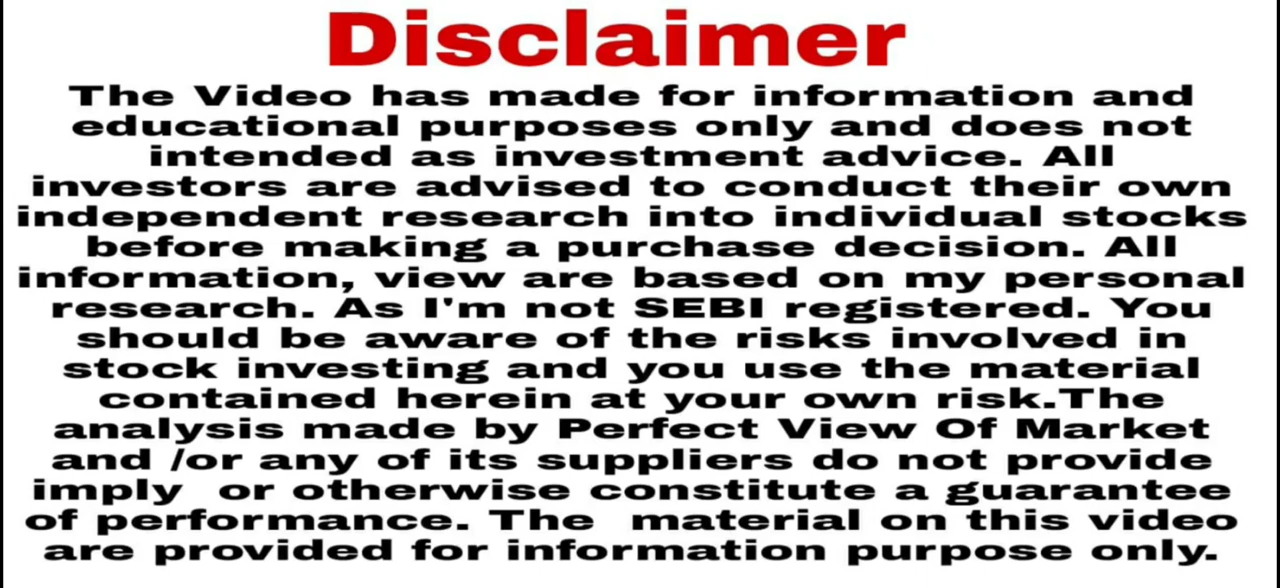 Disclaimer
The Video has made for information and
educational purposes only and does not
intended as investment advice. All
investors are advised to conduct their own
independent research into individual stocks
before making a purchase decision. All
information, view are based on my personal
research. As I'm not SEBI registered. You
should be aware of the risks involved in
stock investing and you use the material
contained herein at your own risk.The
analysis made by Perfect View Of Market
and /or any of its suppliers do not provide
imply  or otherwise constitute a guarantee
of performance. The  material on this video
are provided for information purpose only.